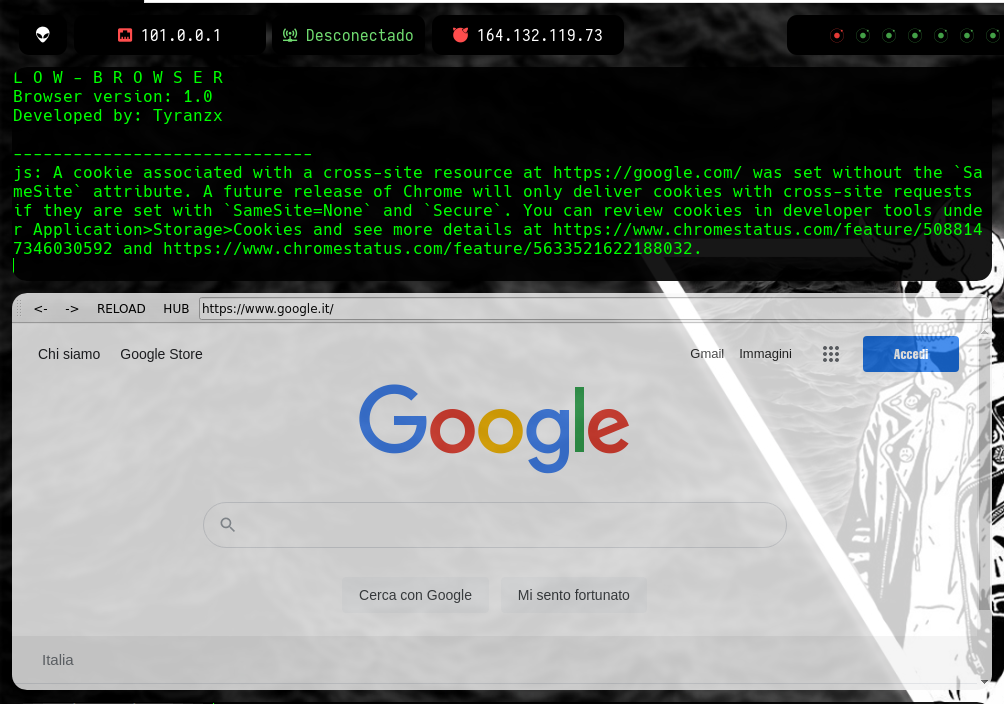 101.0.0.1
Desconectado
164.132.119.73
L O W - B R O W S E R
Browser version: 1.0
Developed by: Tyranzx
------------------------------
js: A cookie associated with a cross-site resource at https://google.com/ was set without the `Sa
meSite` attribute. A future release of Chrome will only deliver cookies with cross-site requests
if they are set with `SameSite=None` and `Secure`. You can review cookies in developer tools unde
r Application>Storage>Cookies and see more details at https://www.chromestatus.com/feature/508814
7346030592 and https://www.chromestatus.com/feature/5633521622188032.
<- -> RELOAD HUB https://www.google.it/
Chi siamo Google Store Gmail Immagini Accedi
Google
Cerca con Google Mi sento fortunato
Italia